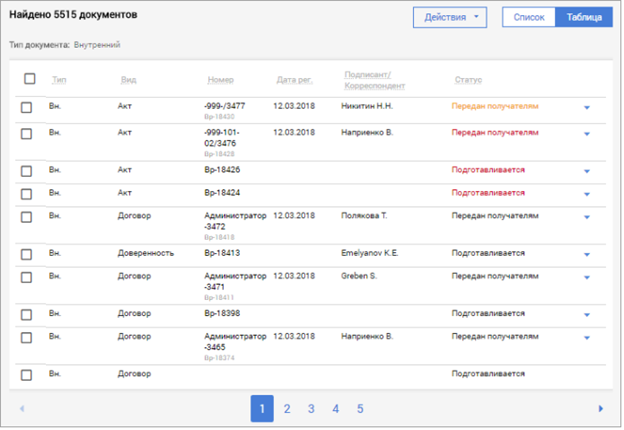 Найдено 5515 документов Действия Список Таблица
Тип документа: Внутренний
Тип Вид Номер Дата рег. Подписант/ Статус
Корреспондент
Вн. Акт -999-/3477 12.03.2018 Никитин Н.Н. Передан получателям
Вр-18430
Вн. Акт -999-101- 12.03.2018 Наприенко В. Передан получателям
02/3476
Вр-18428
Вн. Акт Вр-18426 Подготавливается
Вн. Акт Вр-18424 Подготавливается
Вн. Договор Администратор 12.03.2018 Полякова Т. Передан получателям
-3472
Вр-18418
Вн. Доверенность Вр-18413 Emelyanov K.E. Подготавливается
Вн. Договор Администратор 12.03.2018 Greben S. Передан получателям
-3471
Вр-18411
Вн. Договор Вр-18398 Подготавливается
Вн. Договор Администратор 12.03.2018 Наприенко В. Передан получателям
-3465
Вр-18374
Вн. Договор Подготавливается
1 2 3 4 5